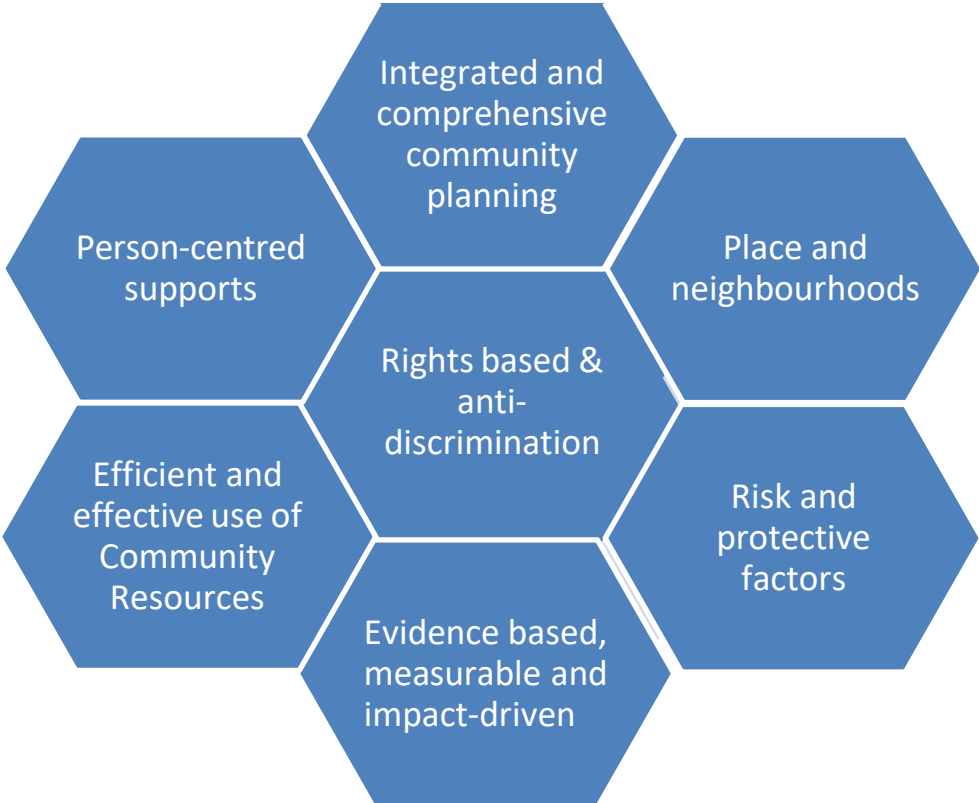 Integrated and
comprehensive
community
planning
Person-centred
supports
Place and
neighbourhoods
Rights based &
anti-
discrimination
Efficient and
effective use of
Community
Resources
Risk and
protective
factors
Evidence based,
measurable and
impact-driven